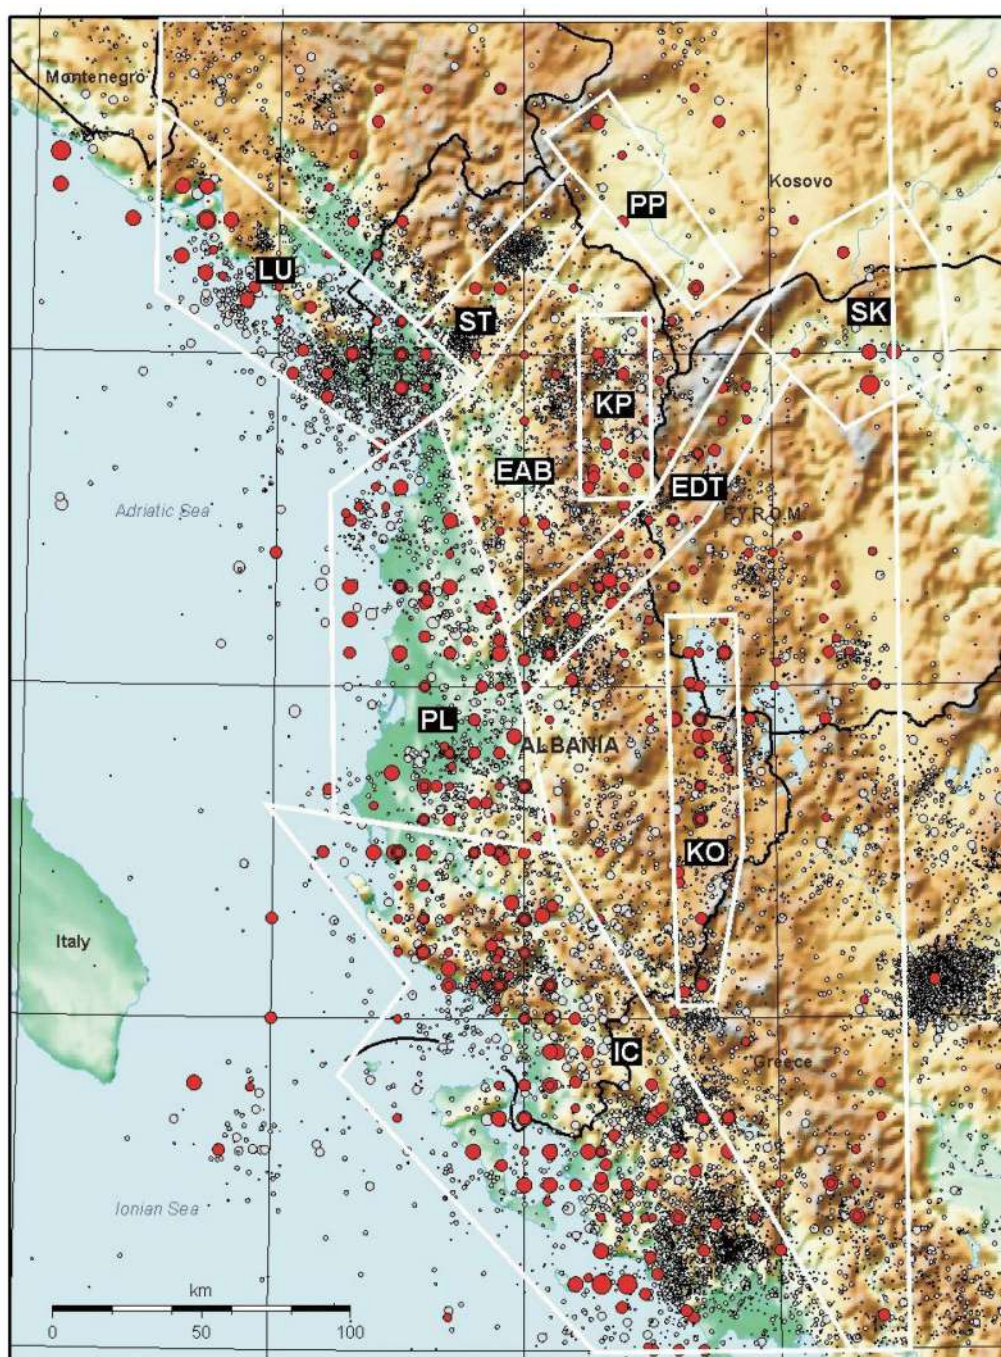 Montenegro
Kosovo
PP
LU
ST
SK
KP
EAB
EDT
Adriatic Sea
F.Y.R.O.M.
PL
ALBANIA
KO
Italy
IC
Greece
Ionian Sea
km
0 50 100